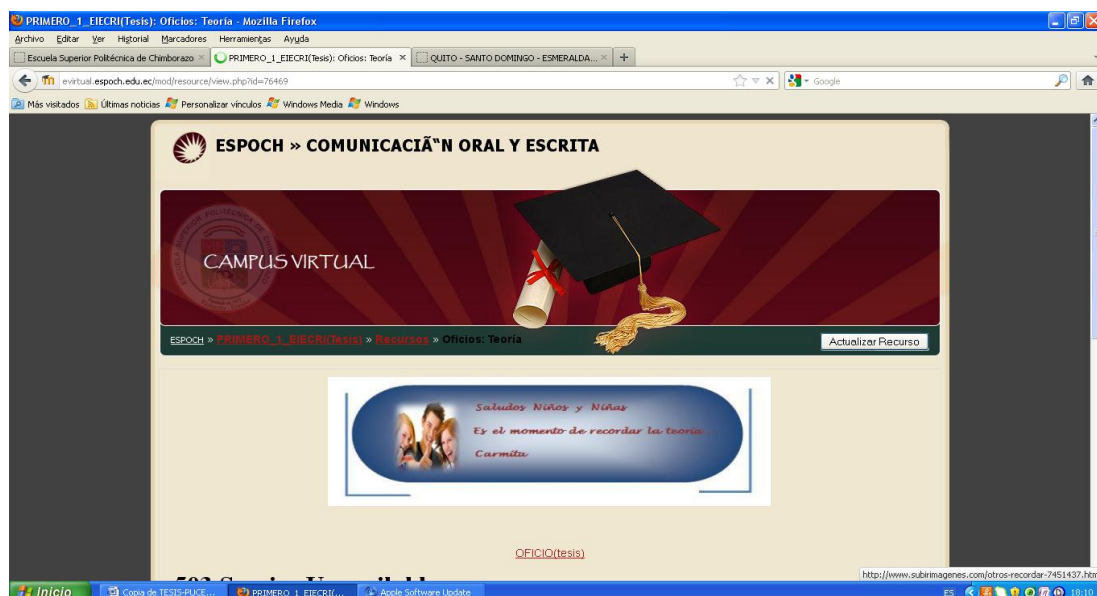 PRIMERO_1_EIECRI(Tesis): Oficios: Teoría - Mozilla Firefox
Archivo Editar Ver Historial Marcadores Herramientas Ayuda
Escuela Superior Politécnica de Chimborazo × PRIMERO_1_EIECRI(Tesis): Oficios: Teoría × QUITO - SANTO DOMINGO - ESMERALDA... × +
evirtual.espoch.edu.ec/mod/resource/view.php?id=76469 Google
Más visitados Últimas noticias Personalizar vínculos Windows Media Windows
ESPOCH » COMUNICACIÃ“N ORAL Y ESCRITA
CAMPUS VIRTUAL
ESPOCH » PRIMERO_1_EIECRI(Tesis) » Recursos » Oficios: Teoría Actualizar Recurso
Saludos Niños y Niñas
Es el momento de recordar la teoría
Carmita
OFICIO(tesis)
http://www.subirimagenes.com/otros-recordar-7451437.htm
Inicio Copia de TESIS-PUCE... PRIMERO_1_EIECRI(... Apple Software Update ES 18:10